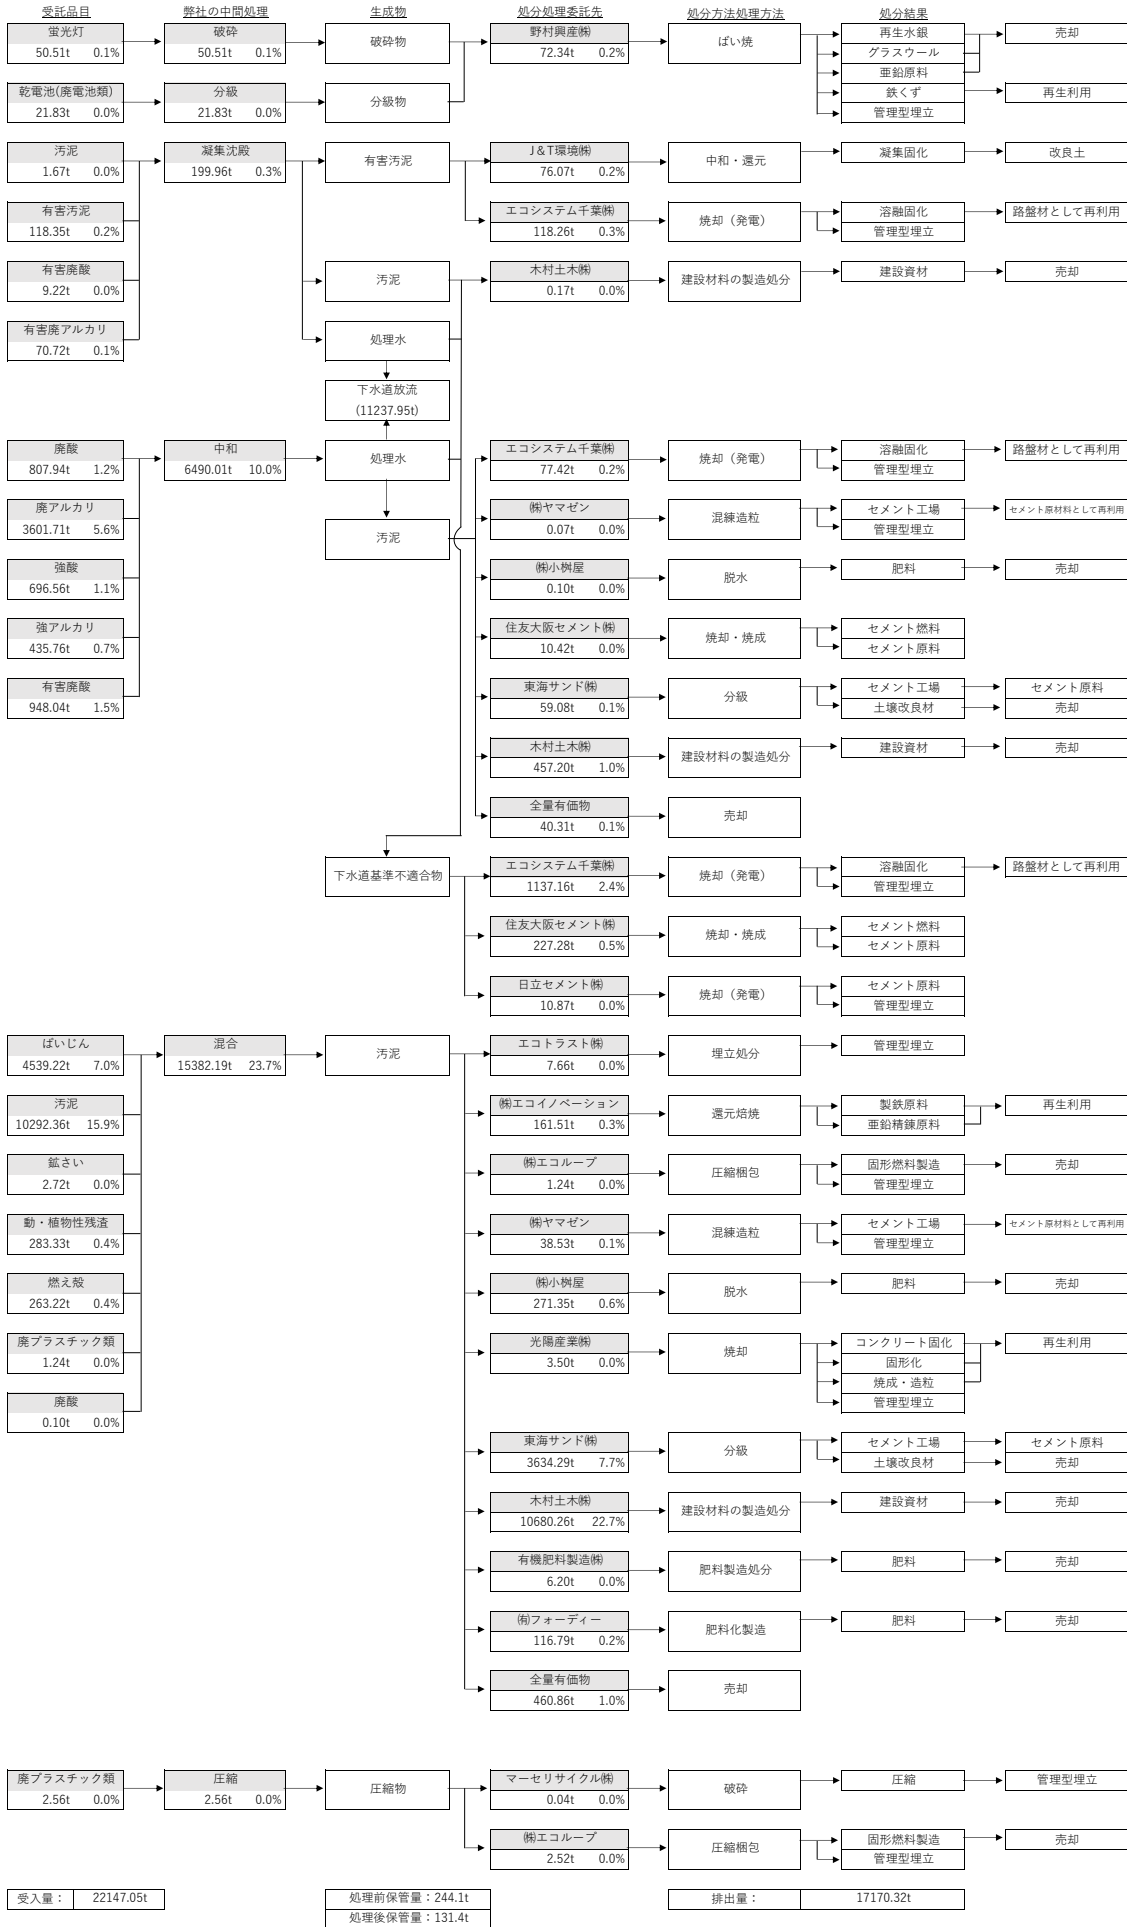 受託品目 弊社の中間処理 生成物 処分処理委託先 処分方法処理方法 処分結果
蛍光灯 破砕 破砕物 野村興産㈱ ばい焼 再生水銀 売却
50.51t 0.1% 50.51t 0.1% 72.34t 0.2% グラスウール
亜鉛原料
乾電池(廃電池類) 分級 分級物 鉄くず 再生利用
21.83t 0.0% 21.83t 0.0% 管理型埋立
汚泥 凝集沈殿 有害汚泥 J&T環境㈱ 中和・還元 凝集固化 改良土
1.67t 0.0% 199.96t 0.3% 76.07t 0.2%
有害汚泥 エコシステム千葉㈱ 焼却（発電） 溶融固化 路盤材として再利用
118.35t 0.2% 118.26t 0.3% 管理型埋立
有害廃酸 汚泥 木村土木㈱ 建設材料の製造処分 建設資材 売却
9.22t 0.0% 0.17t 0.0%
有害廃アルカリ 処理水
70.72t 0.1%
下水道放流
(11237.95t)
廃酸 中和 処理水 エコシステム千葉㈱ 焼却（発電） 溶融固化 路盤材として再利用
807.94t 1.2% 6490.01t 10.0% 77.42t 0.2% 管理型埋立
廃アルカリ 汚泥 ㈱ヤマゼン 混練造粒 セメント工場 セメント原材料として再利用
3601.71t 5.6% 0.07t 0.0% 管理型埋立
強酸 ㈱小桝屋 脱水 肥料 売却
696.56t 1.1% 0.10t 0.0%
強アルカリ 住友大阪セメント㈱ 焼却・焼成 セメント燃料
435.76t 0.7% 10.42t 0.0% セメント原料
有害廃酸 東海サンド㈱ 分級 セメント工場 セメント原料
948.04t 1.5% 59.08t 0.1% 土壌改良材 売却
木村土木㈱ 建設材料の製造処分 建設資材 売却
457.20t 1.0%
全量有価物 売却
40.31t 0.1%
下水道基準不適合物 エコシステム千葉㈱ 焼却（発電） 溶融固化 路盤材として再利用
1137.16t 2.4% 管理型埋立
住友大阪セメント㈱ 焼却・焼成 セメント燃料
227.28t 0.5% セメント原料
日立セメント㈱ 焼却（発電） セメント原料
10.87t 0.0% 管理型埋立
ばいじん 混合 汚泥 エコトラスト㈱ 埋立処分 管理型埋立
4539.22t 7.0% 15382.19t 23.7% 7.66t 0.0%
汚泥 ㈱エコイノベーション 還元焙焼 製鉄原料 再生利用
10292.36t 15.9% 161.51t 0.3% 亜鉛精錬原料
鉱さい ㈱エコループ 圧縮梱包 固形燃料製造 売却
2.72t 0.0% 1.24t 0.0% 管理型埋立
動・植物性残渣 ㈱ヤマゼン 混練造粒 セメント工場 セメント原材料として再利用
283.33t 0.4% 38.53t 0.1% 管理型埋立
燃え殻 ㈱小桝屋 脱水 肥料 売却
263.22t 0.4% 271.35t 0.6%
廃プラスチック類 光陽産業㈱ 焼却 コンクリート固化 再生利用
1.24t 0.0% 3.50t 0.0% 固形化
焼成・造粒
廃酸 管理型埋立
0.10t 0.0%
東海サンド㈱ 分級 セメント工場 セメント原料
3634.29t 7.7% 土壌改良材 売却
木村土木㈱ 建設材料の製造処分 建設資材 売却
10680.26t 22.7%
有機肥料製造㈱ 肥料製造処分 肥料 売却
6.20t 0.0%
㈲フォーディー 肥料化製造 肥料 売却
116.79t 0.2%
全量有価物 売却
460.86t 1.0%
廃プラスチック類 圧縮 圧縮物 マーセリサイクル㈱ 破砕 圧縮 管理型埋立
2.56t 0.0% 2.56t 0.0% 0.04t 0.0%
㈱エコループ 圧縮梱包 固形燃料製造 売却
2.52t 0.0% 管理型埋立
受入量： 22147.05t 処理前保管量：244.1t 排出量： 17170.32t
処理後保管量：131.4t